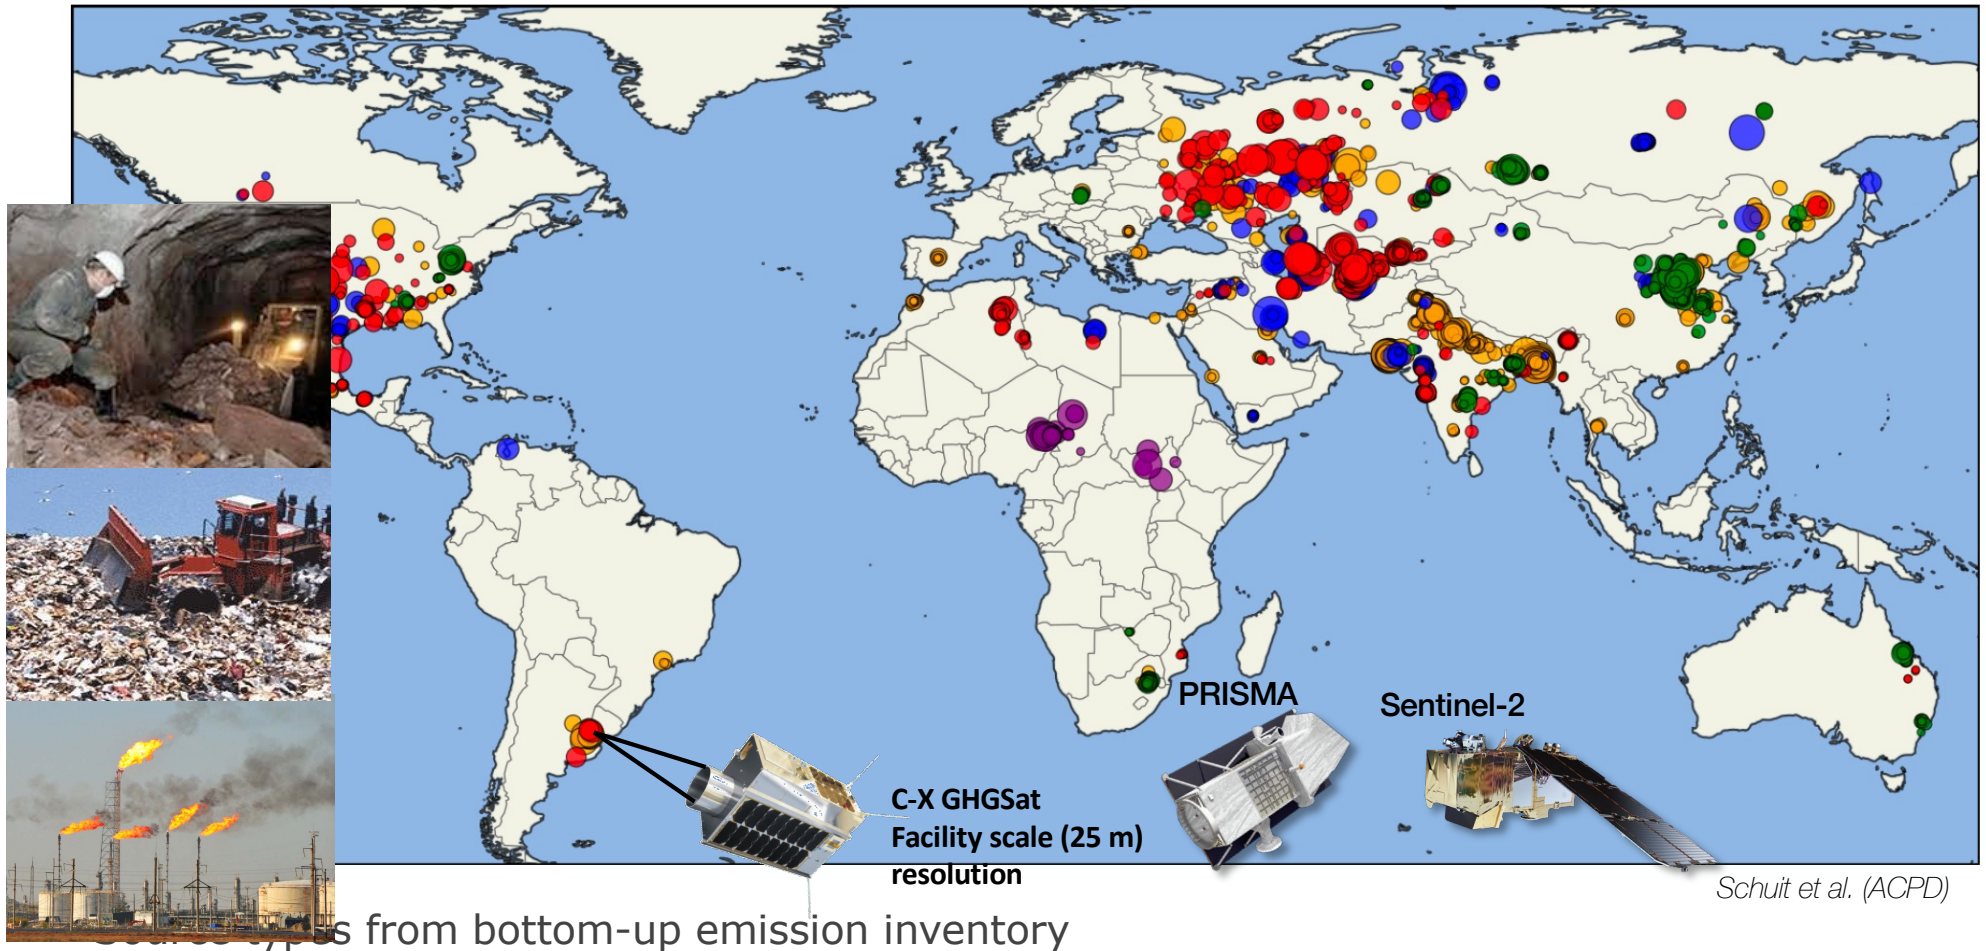 PRISMA
Sentinel-2
C-X GHGSat
Facility scale (25 m)
resolution
Schuit et al. (ACPD)
from bottom-up emission inventory